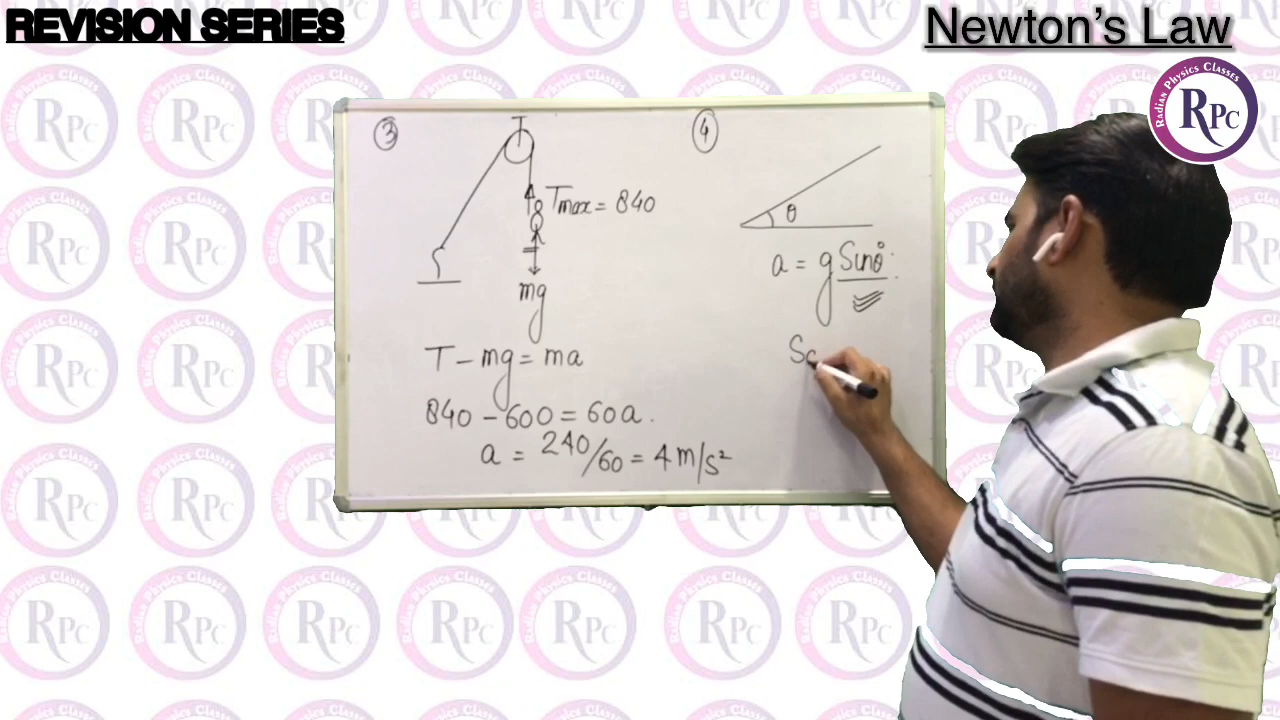 REVISION SERIES
Newton's Law
Radian Physics Classes
RPC
③
Tmax = 840
mg
T - mg = ma
840 - 600 = 60a.
a = 240/60 = 4 m/s²
④
θ
a = g Sinθ